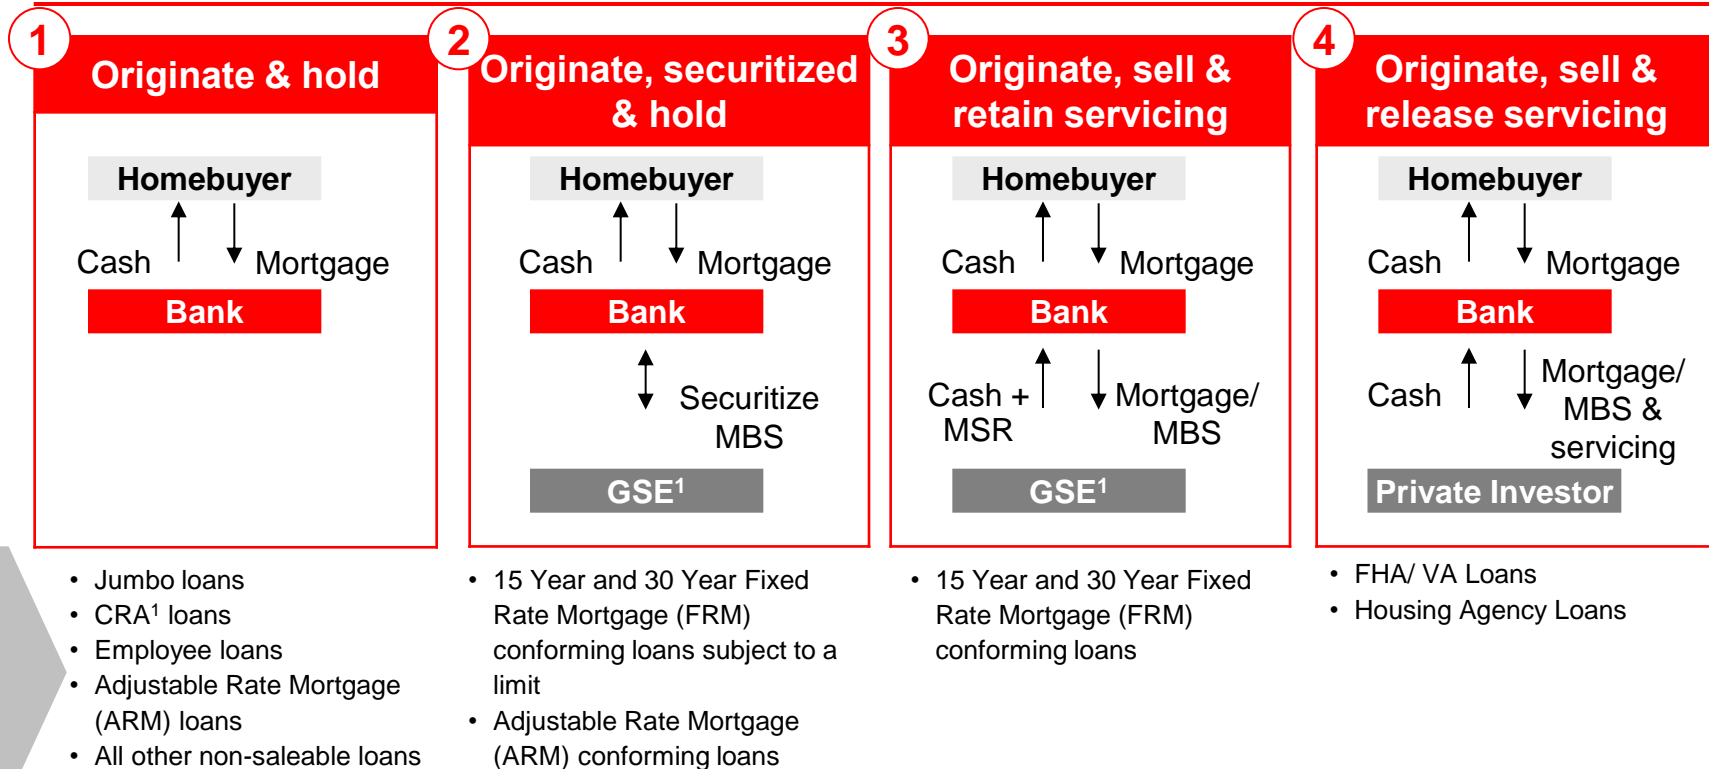 1
Originate & hold
Homebuyer
Cash
Mortgage
Bank
• Jumbo loans
• CRA¹ loans
• Employee loans
• Adjustable Rate Mortgage
(ARM) loans
• All other non-saleable loans
2
Originate, securitized
& hold
Homebuyer
Cash
Mortgage
Bank
Securitize
MBS
GSE¹
• 15 Year and 30 Year Fixed
Rate Mortgage (FRM)
conforming loans subject to a
limit
• Adjustable Rate Mortgage
(ARM) conforming loans
3
Originate, sell &
retain servicing
Homebuyer
Cash
Mortgage
Bank
Cash +
MSR
Mortgage/
MBS
GSE¹
• 15 Year and 30 Year Fixed
Rate Mortgage (FRM)
conforming loans
4
Originate, sell &
release servicing
Homebuyer
Cash
Mortgage
Bank
Cash
Mortgage/
MBS &
servicing
Private Investor
• FHA/ VA Loans
• Housing Agency Loans